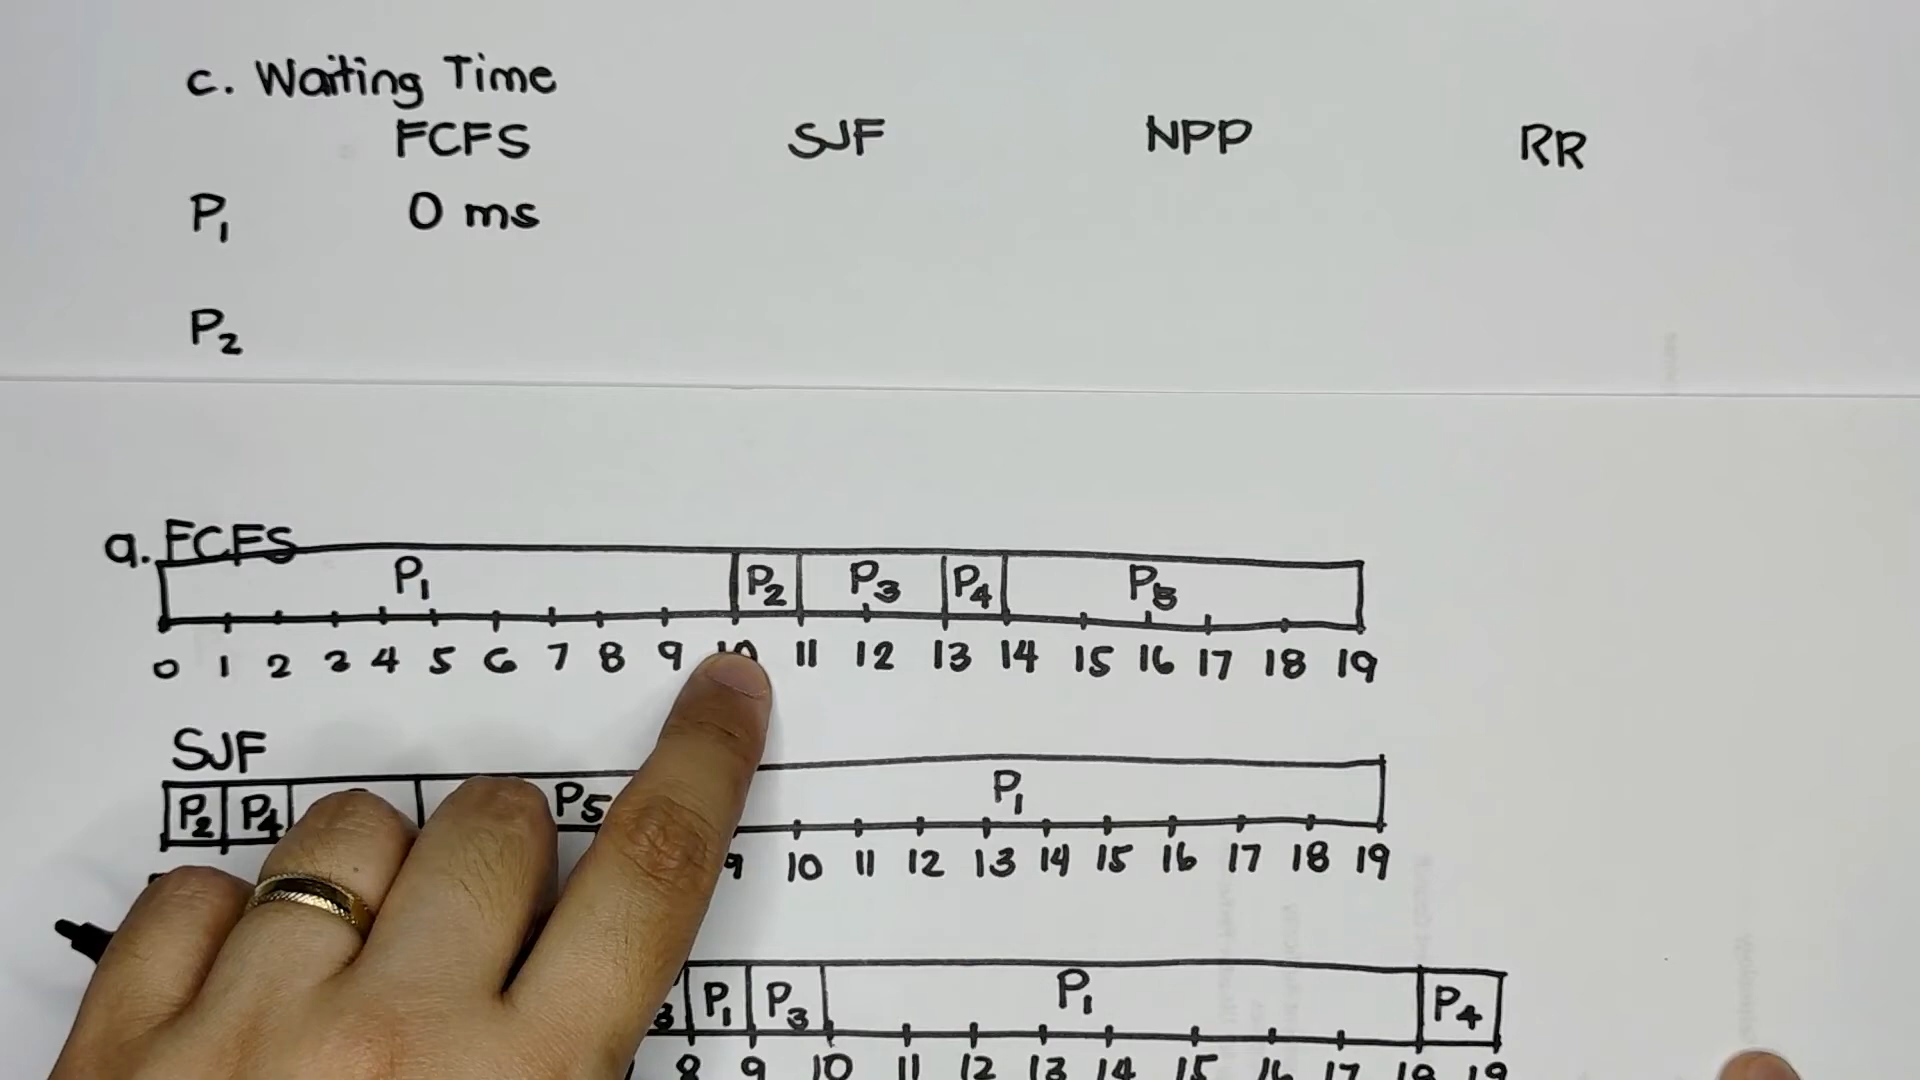 c. Waiting Time
FCFS SJF NPP RR
P1 0 ms
P2
a. FCFS
P1 P2 P3 P4 P5
0 1 2 3 4 5 6 7 8 9 10 11 12 13 14 15 16 17 18 19
SJF
P2 P4 P5 P1
9 10 11 12 13 14 15 16 17 18 19
3 P1 P3 P1 P4
8 9 10 11 12 13 14 15 16 17 18 19